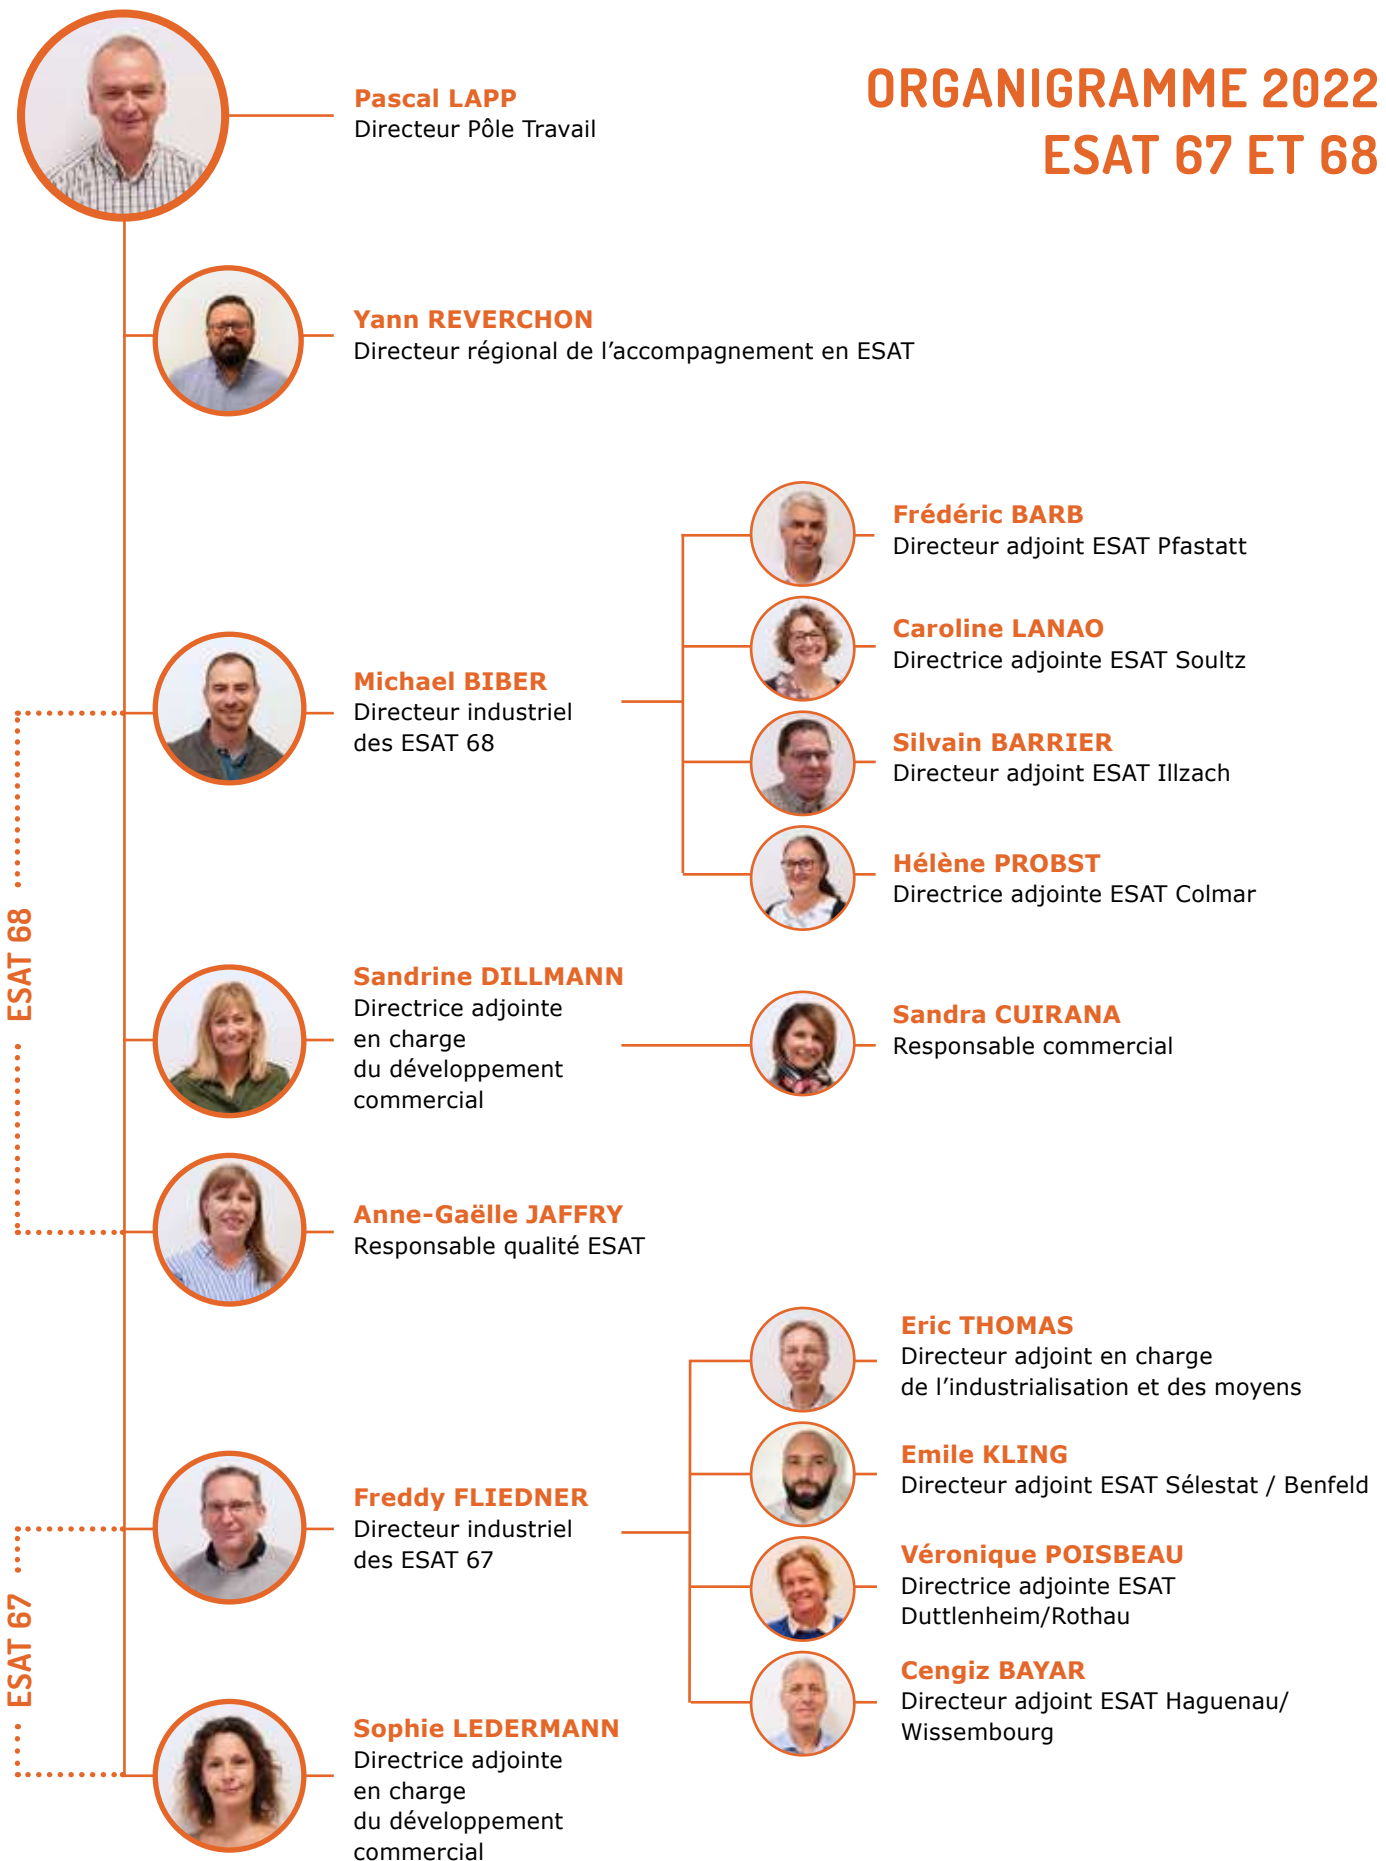 ORGANIGRAMME 2022
ESAT 67 ET 68
Pascal LAPP
Directeur Pôle Travail
Yann REVERCHON
Directeur régional de l’accompagnement en ESAT
ESAT 68
Michael BIBER
Directeur industriel
des ESAT 68
Frédéric BARB
Directeur adjoint ESAT Pfastatt
Caroline LANAO
Directrice adjointe ESAT Soultz
Silvain BARRIER
Directeur adjoint ESAT Illzach
Hélène PROBST
Directrice adjointe ESAT Colmar
Sandrine DILLMANN
Directrice adjointe
en charge
du développement
commercial
Sandra CUIRANA
Responsable commercial
Anne-Gaëlle JAFFRY
Responsable qualité ESAT
ESAT 67
Freddy FLIEDNER
Directeur industriel
des ESAT 67
Eric THOMAS
Directeur adjoint en charge
de l’industrialisation et des moyens
Emile KLING
Directeur adjoint ESAT Sélestat / Benfeld
Véronique POISBEAU
Directrice adjointe ESAT
Duttlenheim/Rothau
Cengiz BAYAR
Directeur adjoint ESAT Haguenau/
Wissembourg
Sophie LEDERMANN
Directrice adjointe
en charge
du développement
commercial